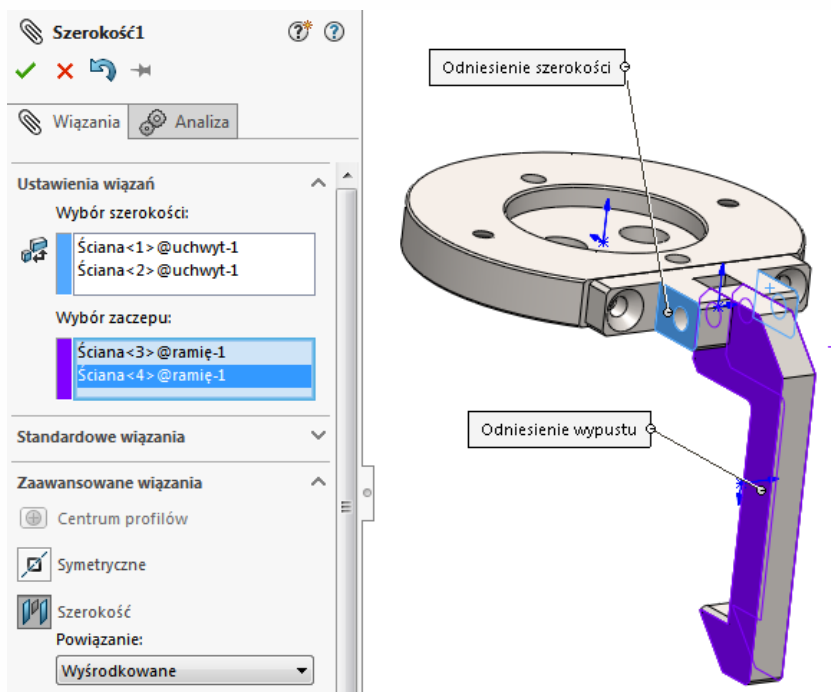 Szerokość1
Wiązania
Analiza
Ustawienia wiązań
Wybór szerokości:
Ściana<1>@uchwyt-1
Ściana<2>@uchwyt-1
Wybór zaczepu:
Ściana<3>@ramię-1
Ściana<4>@ramię-1
Standardowe wiązania
Zaawansowane wiązania
Centrum profilów
Symetryczne
Szerokość
Powiązanie:
Wyśrodkowane
Odniesienie szerokości
Odniesienie wypustu